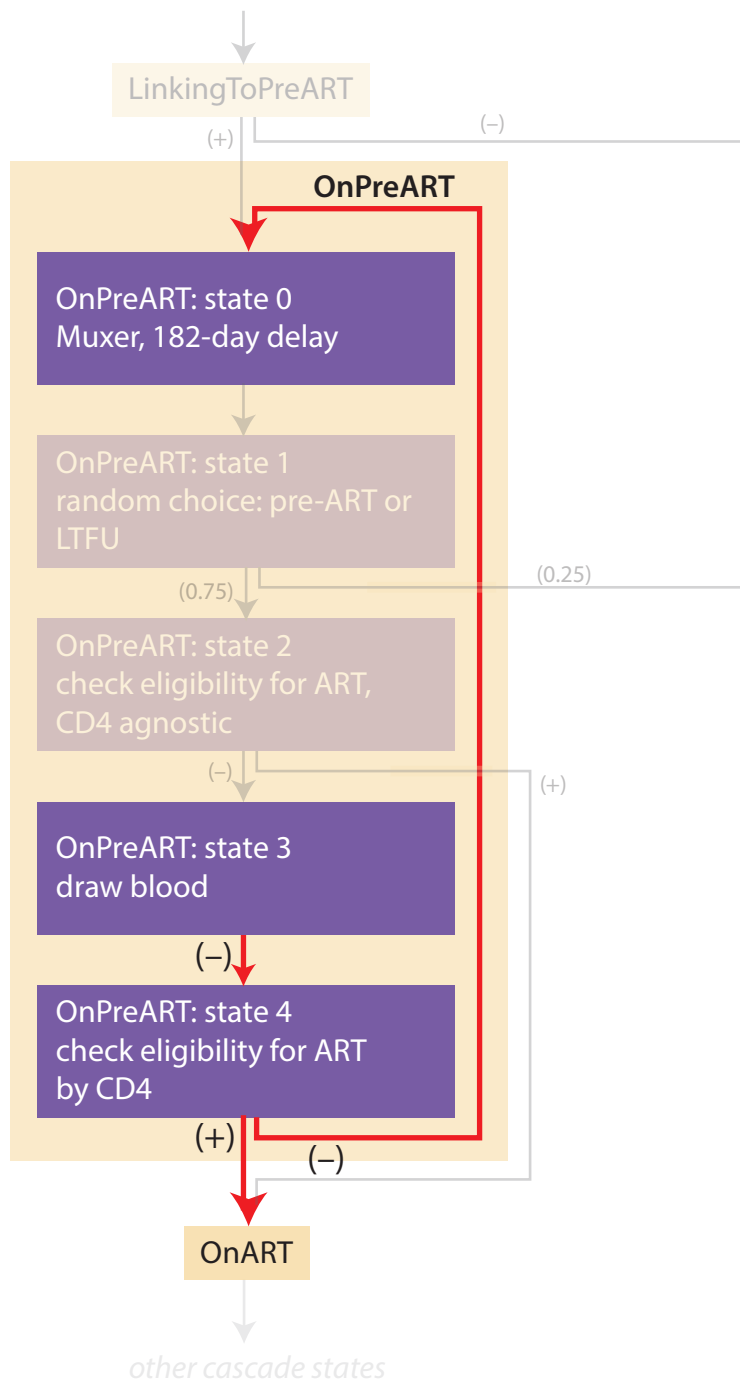 LinkingToPreART
(+)
(–)
OnPreART
OnPreART: state 0
Muxer, 182-day delay
OnPreART: state 1
random choice: pre-ART or
LTFU
(0.75)
(0.25)
OnPreART: state 2
check eligibility for ART,
CD4 agnostic
(–)
(+)
OnPreART: state 3
draw blood
(–)
OnPreART: state 4
check eligibility for ART
by CD4
(+)
(–)
OnART
other cascade states